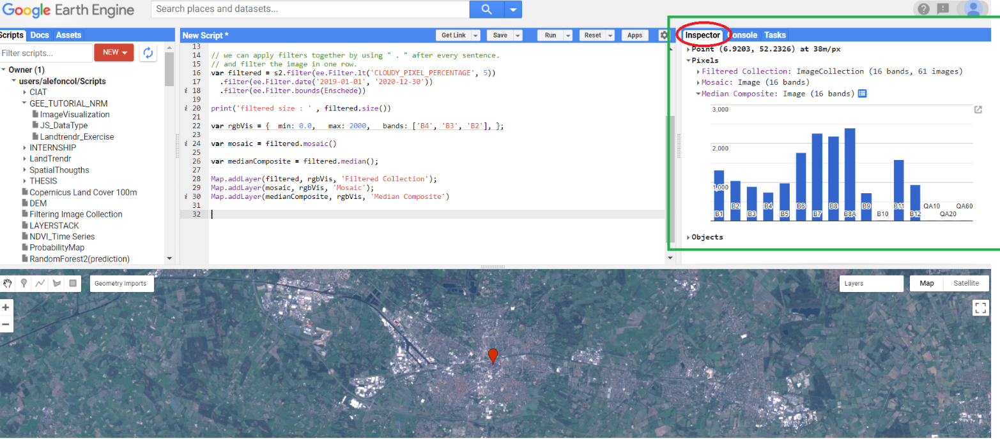 Google Earth Engine
Search places and datasets...
Scripts Docs Assets
Filter scripts...
NEW
Owner (1)
users/alefoncol/Scripts
CIAT
GEE_TUTORIAL_NRM
ImageVisualization
JS_DataType
Landtrendr_Exercise
INTERNSHIP
LandTrendr
SpatialThougths
THESIS
Copernicus Land Cover 100m
DEM
Filtering Image Collection
LAYERSTACK
NDVI_Time Series
ProbabilityMap
RandomForest2(prediction)
New Script *
Get Link Save Run Reset Apps
13
14 // we can apply filters together by using " . " after every sentence.
15 // and filter the image in one row.
16 var filtered = s2.filter(ee.Filter.lt('CLOUDY_PIXEL_PERCENTAGE', 5))
17 .filter(ee.Filter.date('2019-01-01', '2020-12-30'))
i 18 .filter(ee.Filter.bounds(Enschede))
19
i 20 print('filtered size : ' , filtered.size())
21
22 var rgbVis = { min: 0.0, max: 2000, bands: ['B4', 'B3', 'B2'], };
23
i 24 var mosaic = filtered.mosaic()
25
26 var medianComposite = filtered.median();
27
28 Map.addLayer(filtered, rgbVis, 'Filtered Collection');
29 Map.addLayer(mosaic, rgbVis, 'Mosaic');
i 30 Map.addLayer(medianComposite, rgbVis, 'Median Composite')
31
32
Inspector Console Tasks
Point (6.9203, 52.2326) at 38m/px
Pixels
Filtered Collection: ImageCollection (16 bands, 61 images)
Mosaic: Image (16 bands)
Median Composite: Image (16 bands)
3,000
2,000
1,000
B1 B2 B3 B4 B5 B6 B7 B8 B8A B9 B10 B11 B12 QA10 QA20 QA60
Objects
Geometry Imports
Layers
Map Satellite
+
−